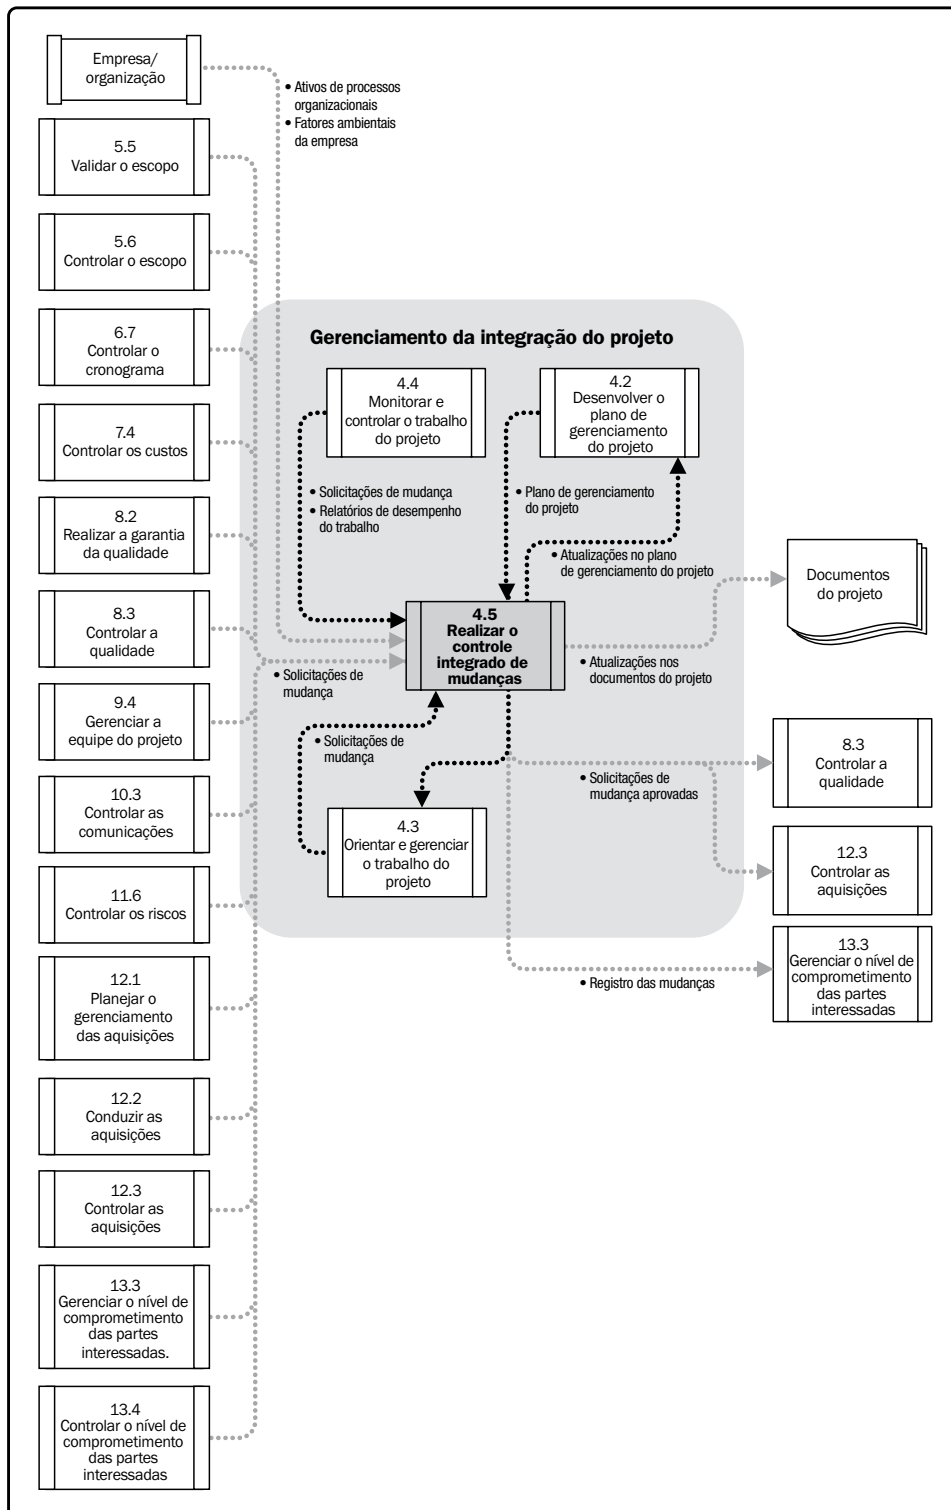 Empresa/
organização
• Ativos de processos
organizacionais
• Fatores ambientais
da empresa
5.5
Validar o escopo
5.6
Controlar o escopo
6.7
Controlar o
cronograma
7.4
Controlar os custos
8.2
Realizar a garantia
da qualidade
8.3
Controlar a
qualidade
9.4
Gerenciar a
equipe do projeto
10.3
Controlar as
comunicações
11.6
Controlar os riscos
12.1
Planejar o
gerenciamento
das aquisições
12.2
Conduzir as
aquisições
12.3
Controlar as
aquisições
13.3
Gerenciar o nível de
comprometimento
das partes
interessadas.
13.4
Controlar o nível de
comprometimento
das partes
interessadas
• Solicitações de
mudança
Gerenciamento da integração do projeto
4.4
Monitorar e
controlar o trabalho
do projeto
4.2
Desenvolver o
plano de
gerenciamento
do projeto
• Solicitações de mudança
• Relatórios de desempenho
do trabalho
• Plano de gerenciamento
do projeto
• Atualizações no plano
de gerenciamento do projeto
4.5
Realizar o
controle
integrado de
mudanças
• Solicitações de
mudança
4.3
Orientar e gerenciar
o trabalho do
projeto
• Atualizações nos
documentos do projeto
• Solicitações de
mudança aprovadas
• Registro das mudanças
Documentos
do projeto
8.3
Controlar a
qualidade
12.3
Controlar as
aquisições
13.3
Gerenciar o nível de
comprometimento
das partes
interessadas